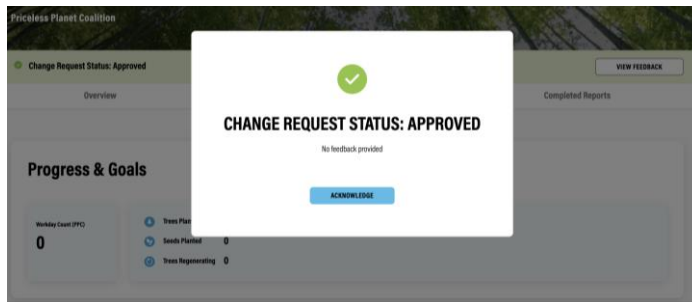 Priceless Planet Coalition
Change Request Status: Approved
VIEW FEEDBACK
Overview
Completed Reports
CHANGE REQUEST STATUS: APPROVED
No feedback provided
ACKNOWLEDGE
Progress & Goals
Workday Count (PPC)
0
Trees Plan
Seeds Planted 0
Trees Regenerating 0